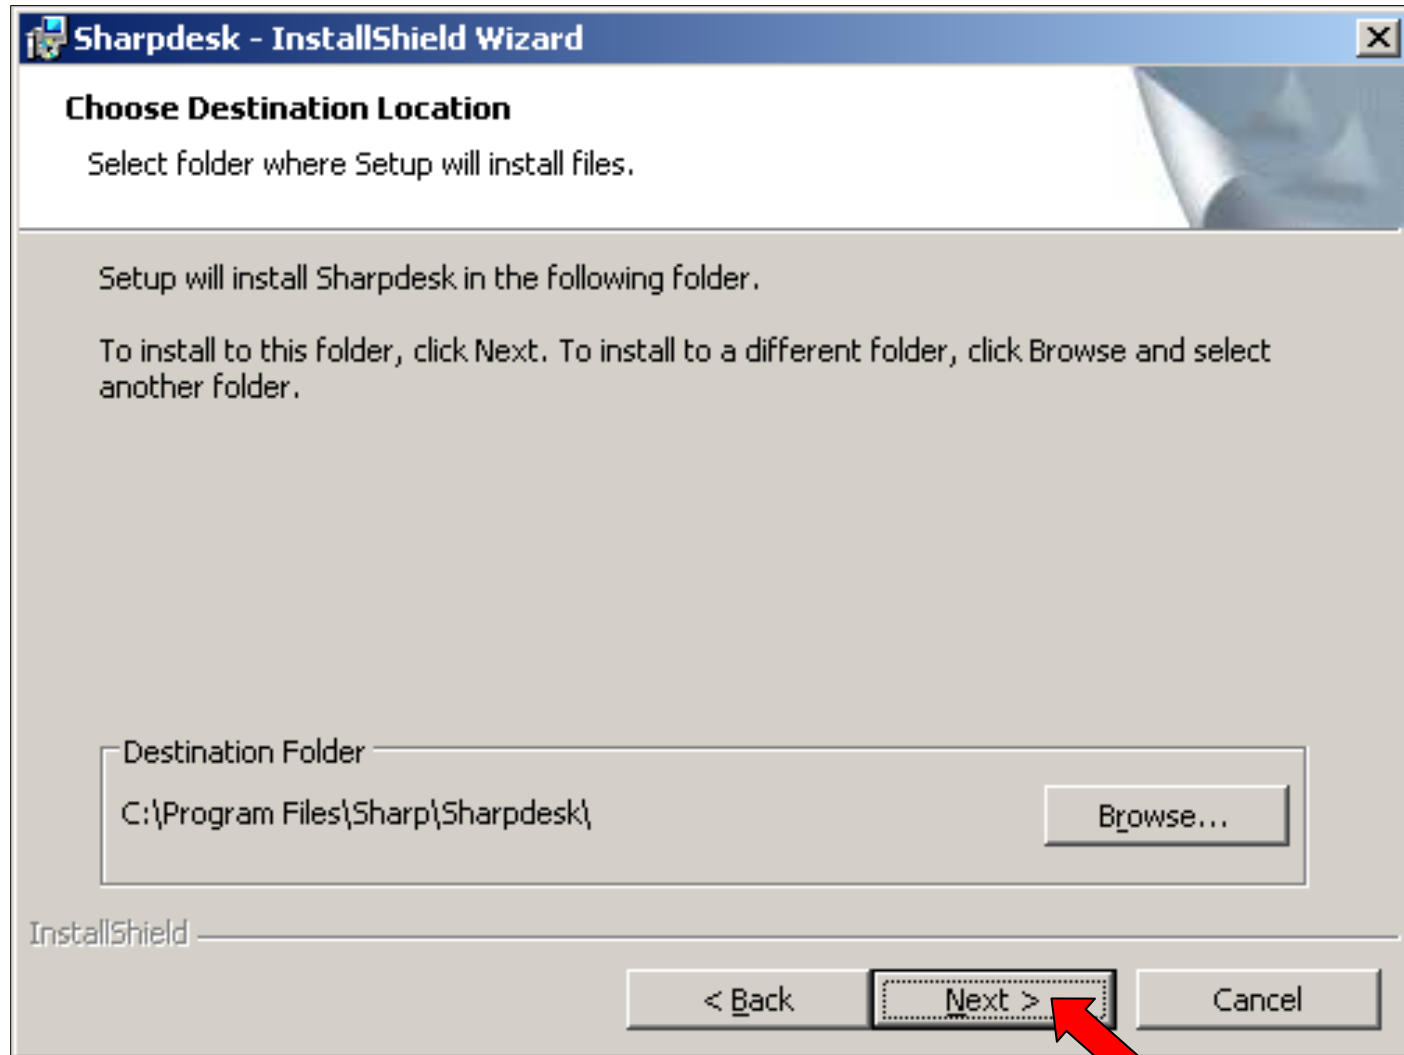 Sharpdesk - InstallShield Wizard
Choose Destination Location
Select folder where Setup will install files.
Setup will install Sharpdesk in the following folder.
To install to this folder, click Next. To install to a different folder, click Browse and select
another folder.
Destination Folder
C:\Program Files\Sharp\Sharpdesk\
Browse...
InstallShield
< Back
Next >
Cancel